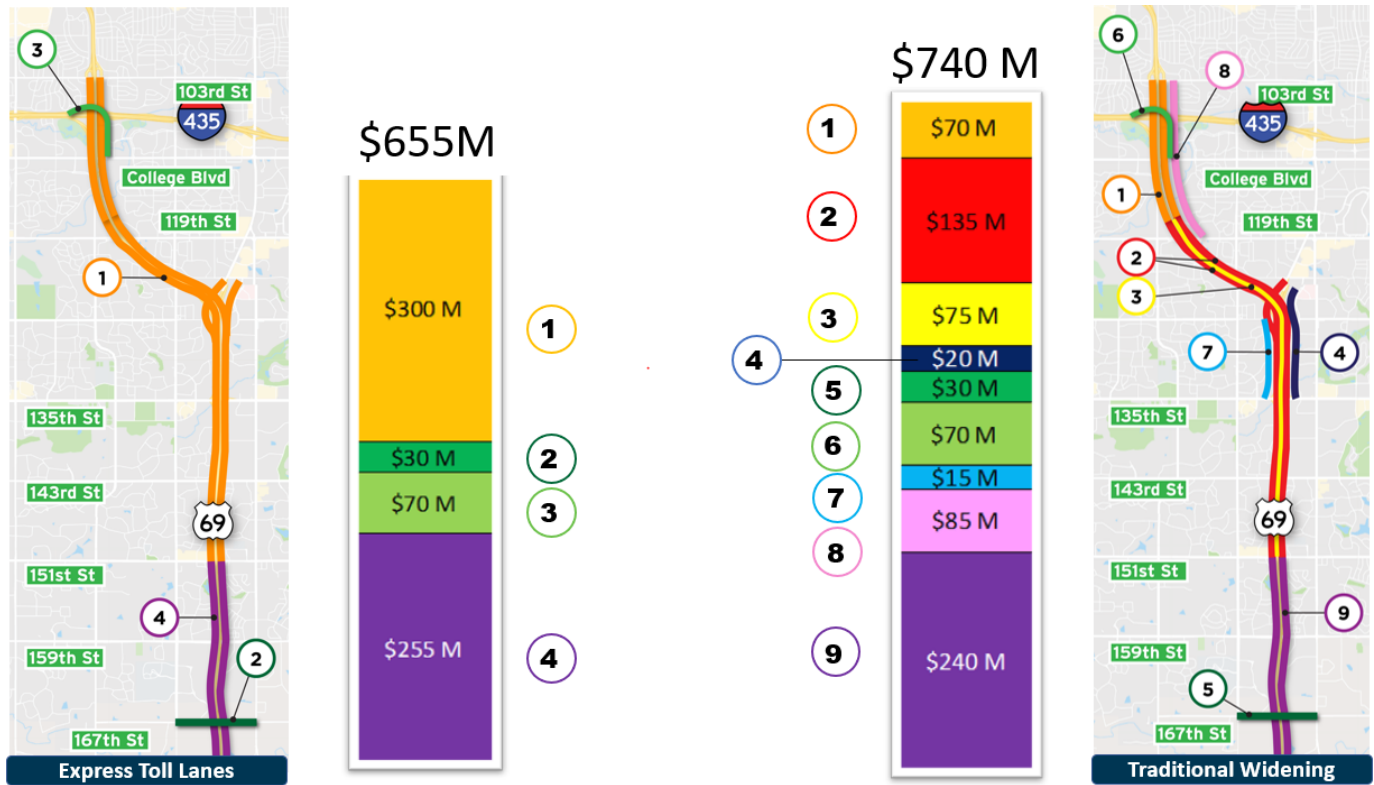 3
103rd St
435
College Blvd
119th St
1
135th St
143rd St
69
151st St
4
159th St
2
167th St
Express Toll Lanes
$655M
$300 M
1
$30 M
2
$70 M
3
$255 M
4
$740 M
1
$70 M
2
$135 M
3
$75 M
4
$20 M
5
$30 M
6
$70 M
7
$15 M
8
$85 M
9
$240 M
6
8
103rd St
435
College Blvd
1
119th St
2
3
7
4
135th St
143rd St
69
151st St
9
159th St
5
167th St
Traditional Widening